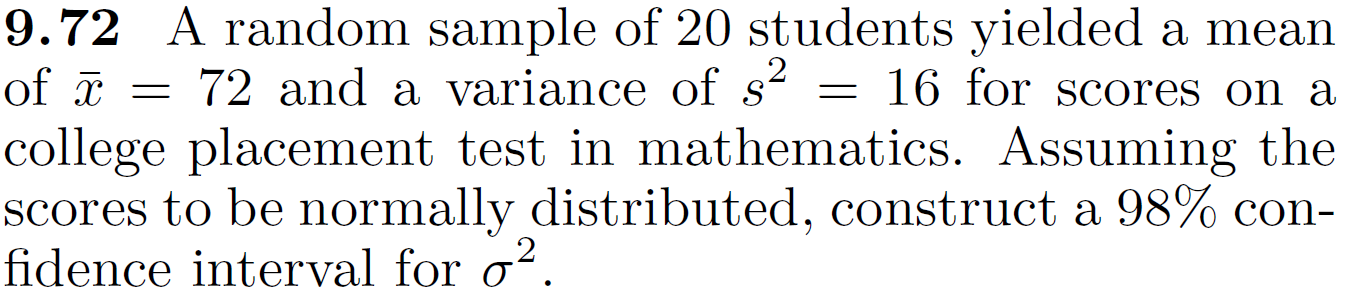 9.72 A random sample of 20 students yielded a mean
of x̄ = 72 and a variance of s² = 16 for scores on a
college placement test in mathematics. Assuming the
scores to be normally distributed, construct a 98% con-
fidence interval for σ².